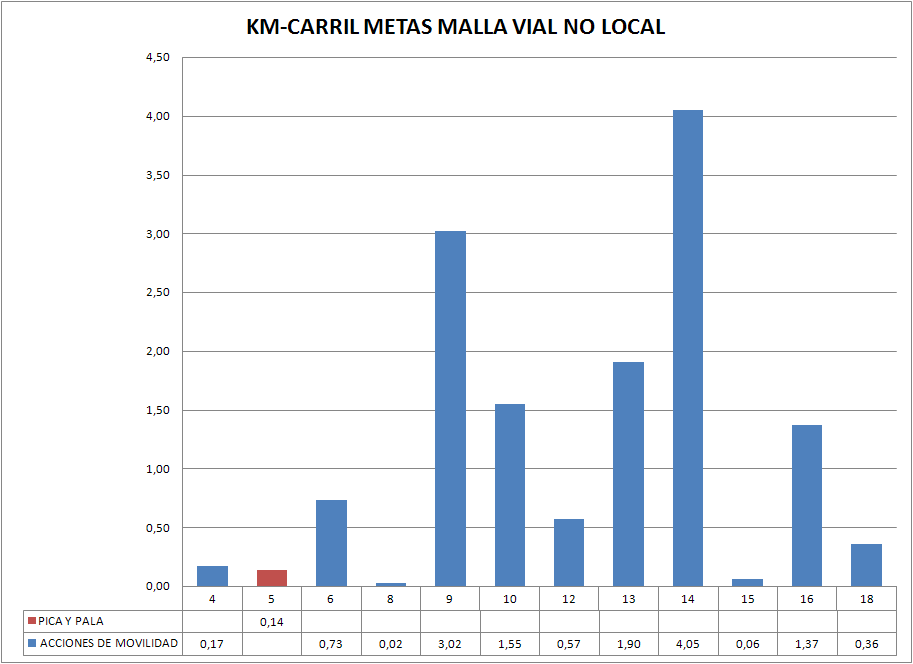 KM-CARRIL METAS MALLA VIAL NO LOCAL
4,50
4,00
3,50
3,00
2,50
2,00
1,50
1,00
0,50
0,00
4 5 6 8 9 10 12 13 14 15 16 18
PICA Y PALA 0,14
ACCIONES DE MOVILIDAD 0,17 0,73 0,02 3,02 1,55 0,57 1,90 4,05 0,06 1,37 0,36